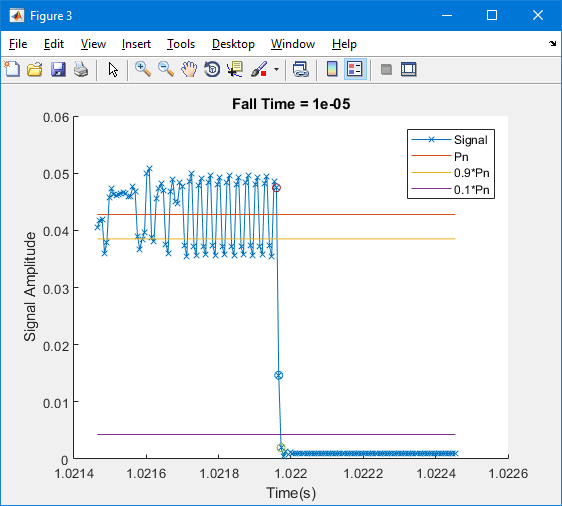 Figure 3
File Edit View Insert Tools Desktop Window Help
Fall Time = 1e-05
0.06
0.05
0.04
0.03
0.02
0.01
0
Signal Amplitude
Signal
Pn
0.9*Pn
0.1*Pn
1.0214 1.0216 1.0218 1.022 1.0222 1.0224 1.0226
Time(s)